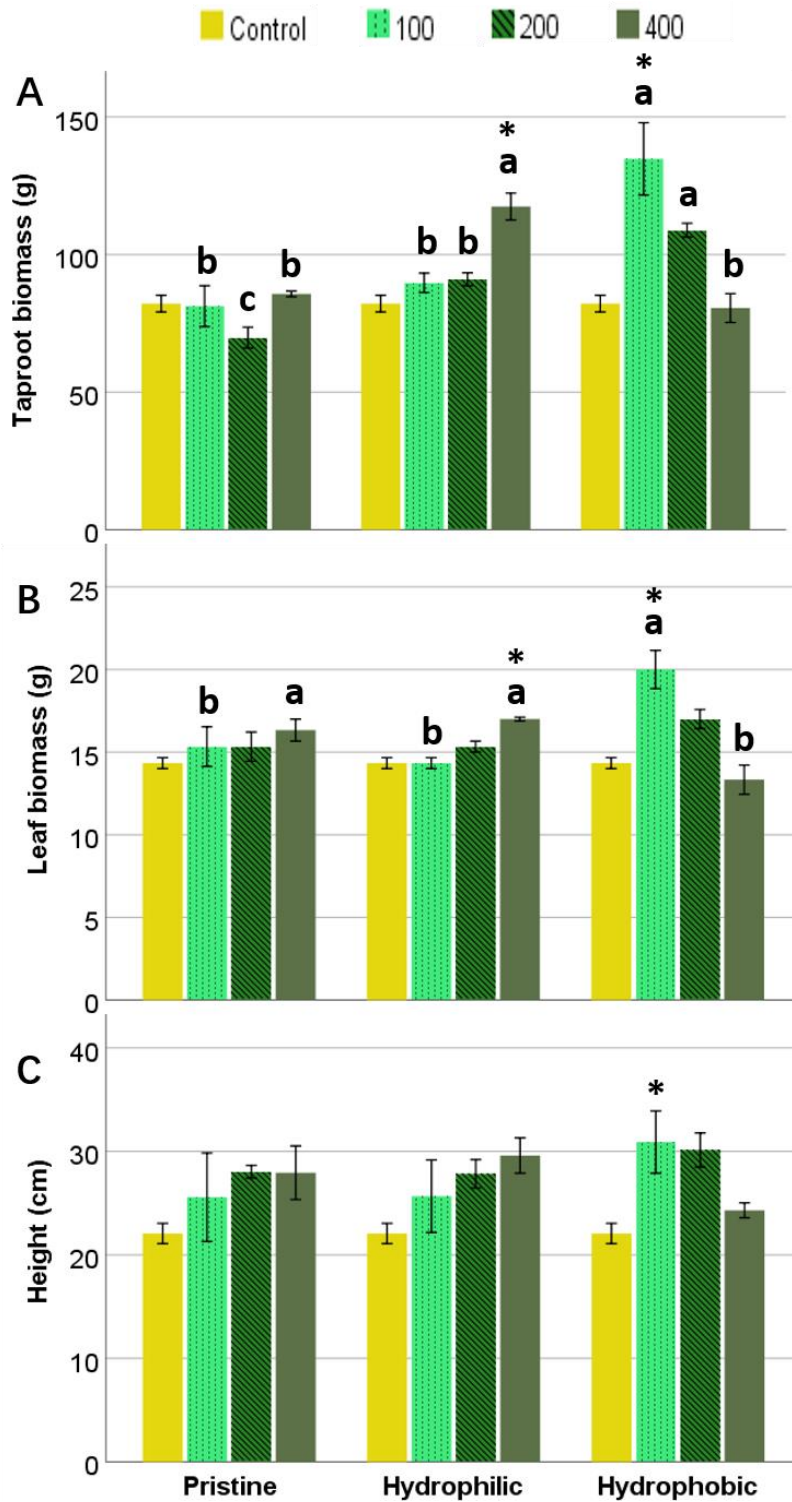 Control 100 200 400
A
Taproot biomass (g)
150
100
50
0
b c b
b b * a
* a a b
B
Leaf biomass (g)
25
20
15
10
5
0
b a
b * a
* a b
C
Height (cm)
40
30
20
10
0
*
Pristine Hydrophilic Hydrophobic